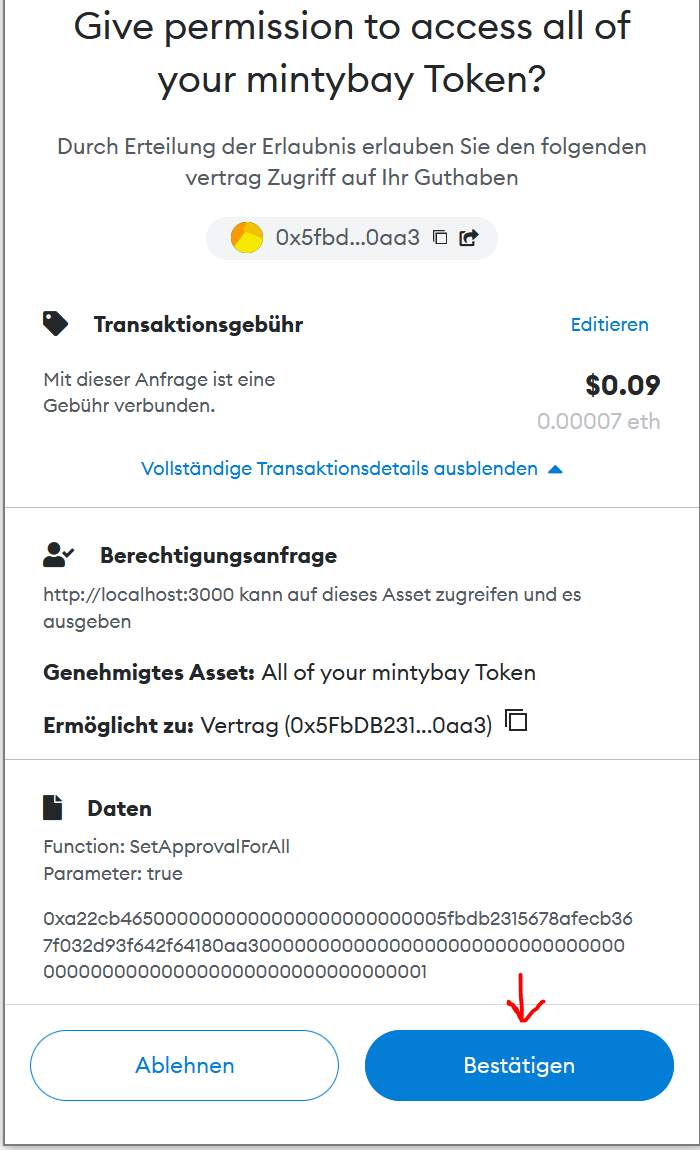 Give permission to access all of
your mintybay Token?
Durch Erteilung der Erlaubnis erlauben Sie den folgenden
vertrag Zugriff auf Ihr Guthaben
0x5fbd...0aa3
Transaktionsgebühr
Editieren
Mit dieser Anfrage ist eine
Gebühr verbunden.
$0.09
0.00007 eth
Vollständige Transaktionsdetails ausblenden
Berechtigungsanfrage
http://localhost:3000 kann auf dieses Asset zugreifen und es
ausgeben
Genehmigtes Asset: All of your mintybay Token
Ermöglicht zu: Vertrag (0x5FbDB231...0aa3)
Daten
Function: SetApprovalForAll
Parameter: true
0xa22cb4650000000000000000000000005fbdb2315678afecb36
7f032d93f642f64180aa30000000000000000000000000000000
000000000000000000000000000000001
Ablehnen
Bestätigen